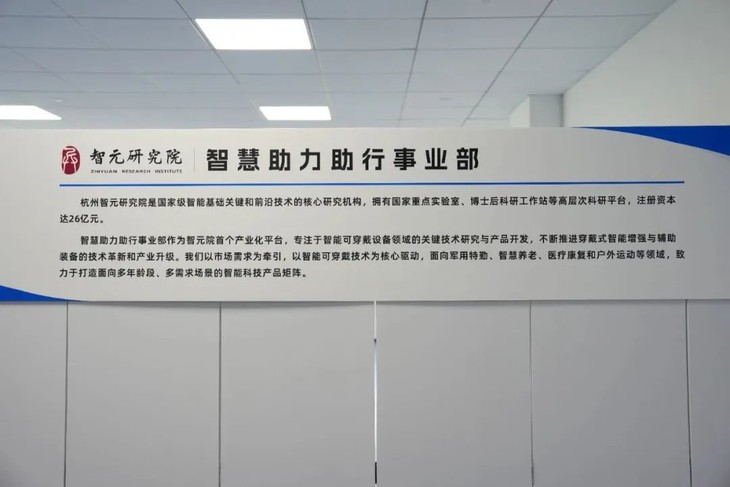 智元研究院
ZHIYUAN RESEARCH INSTITUTE
智慧助力助行事业部
杭州智元研究院是国家级智能基础关键和前沿技术的核心研究机构，拥有国家重点实验室、博士后科研工作站等高层次科研平台，注册资本
达26亿元。
智慧助力助行事业部作为智元院首个产业化平台，专注于智能可穿戴设备领域的关键技术研究与产品开发，不断推进穿戴式智能增强与辅助
装备的技术革新和产业升级。我们以市场需求为牵引，以智能可穿戴技术为核心驱动，面向军用特勤、智慧养老、医疗康复和户外运动等领域，致
力于打造面向多年龄段、多需求场景的智能科技产品矩阵。